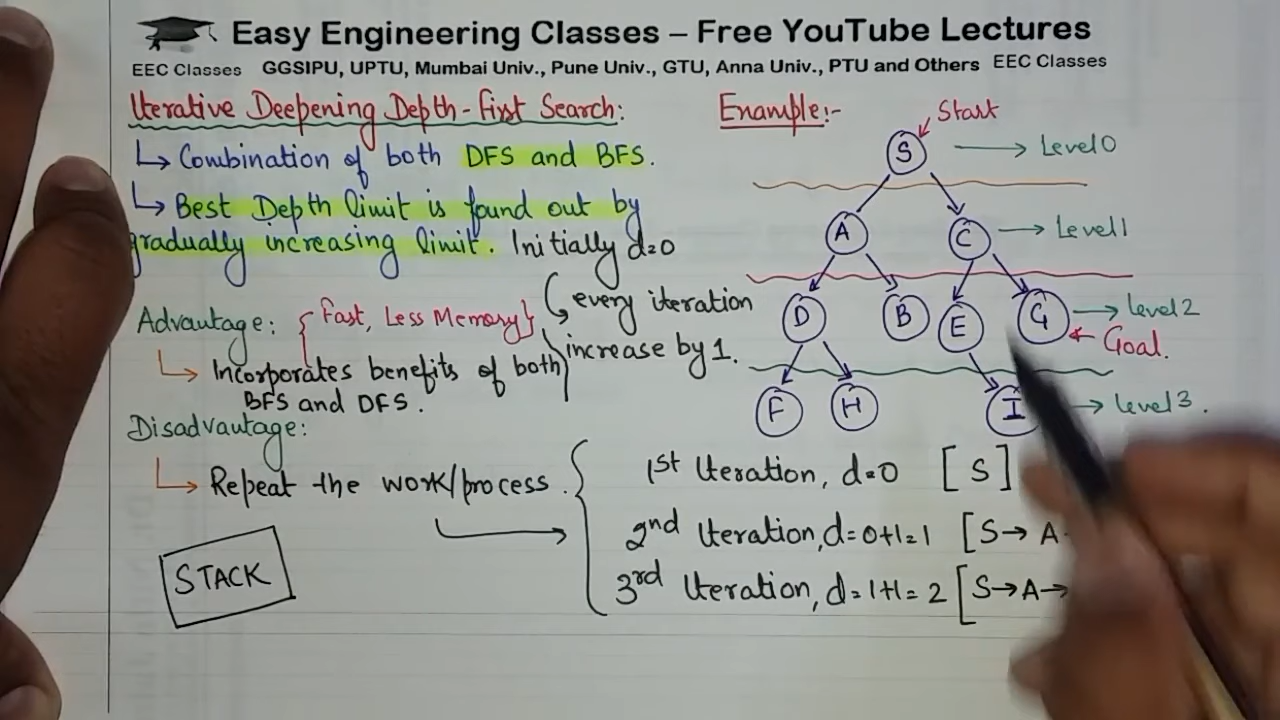 Easy Engineering Classes – Free YouTube Lectures
EEC Classes GGSIPU, UPTU, Mumbai Univ., Pune Univ., GTU, Anna Univ., PTU and Others EEC Classes
Iterative Deepening Depth-First Search:
↳ Combination of both DFS and BFS.
↳ Best Depth limit is found out by
gradually increasing limit. Initially d=0
every iteration
increase by 1.
Advantage: {Fast, Less Memory}
↳ Incorporates benefits of both
BFS and DFS.
Disadvantage:
↳ Repeat the work/process.
STACK
Example:-
Start
S → Level 0
A C → Level 1
D B E G → Level 2
Goal.
F H I → Level 3.
1st Iteration, d=0 [S]
2nd Iteration, d=0+1=1 [S→ A
3rd Iteration, d=1+1=2 [S→A→